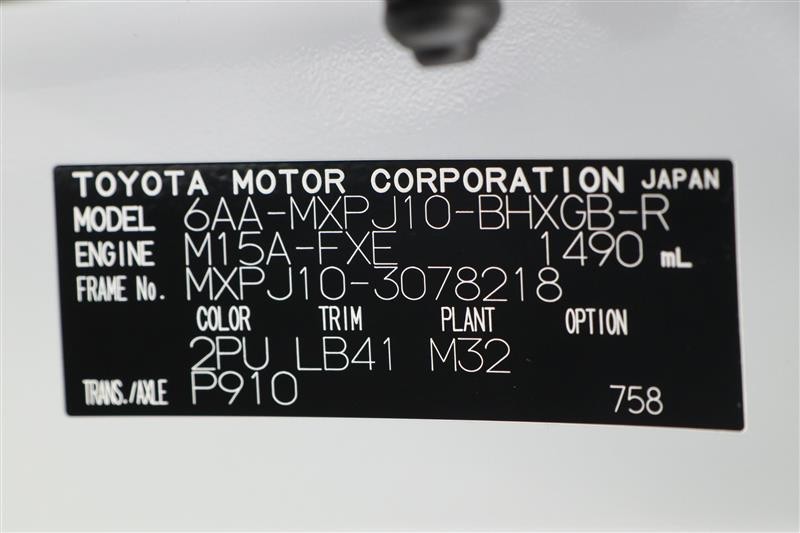 TOYOTA MOTOR CORPORATION JAPAN
MODEL 6AA-MXPJ10-BHXGB-R
ENGINE M15A-FXE 1490 mL
FRAME No. MXPJ10-3078218
COLOR TRIM PLANT OPTION
2PU LB41 M32
TRANS./AXLE P910 758